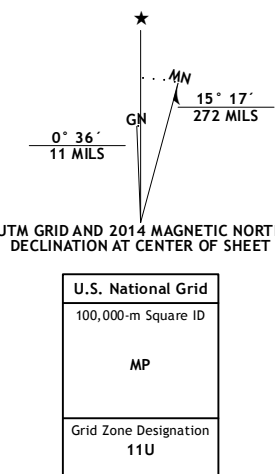 ★
MN
GN
15° 17´
272 MILS
0° 36´
11 MILS
UTM GRID AND 2014 MAGNETIC NORTH
DECLINATION AT CENTER OF SHEET
U.S. National Grid
100,000-m Square ID
MP
Grid Zone Designation
11U